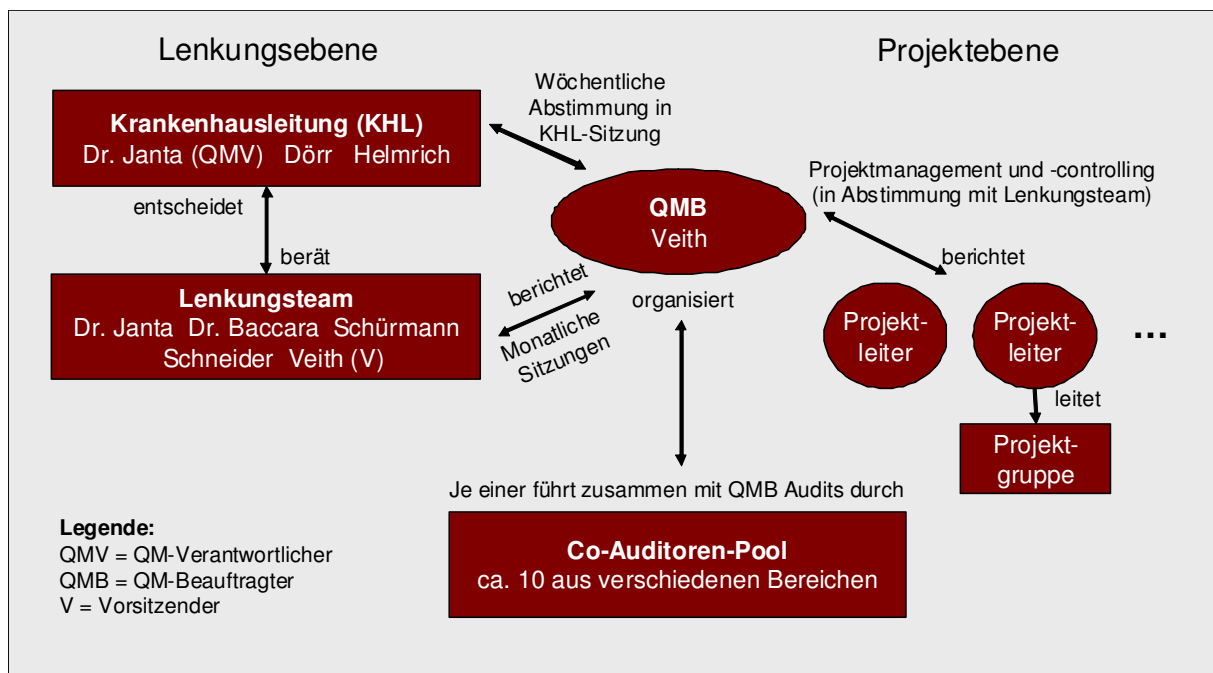 Lenkungsebene
Projektebene
Wöchentliche
Abstimmung in
KHL-Sitzung
Krankenhausleitung (KHL)
Dr. Janta (QMV) Dörr Helmrich
Projektmanagement und -controlling
(in Abstimmung mit Lenkungsteam)
entscheidet
QMB
Veith
berät
berichtet
berichtet
organisiert
Lenkungsteam
Dr. Janta Dr. Baccara Schürmann
Schneider Veith (V)
Monatliche
Sitzungen
Projekt-
leiter
Projekt-
leiter
...
leitet
Projekt-
gruppe
Je einer führt zusammen mit QMB Audits durch
Co-Auditoren-Pool
ca. 10 aus verschiedenen Bereichen
Legende:
QMV = QM-Verantwortlicher
QMB = QM-Beauftragter
V = Vorsitzender